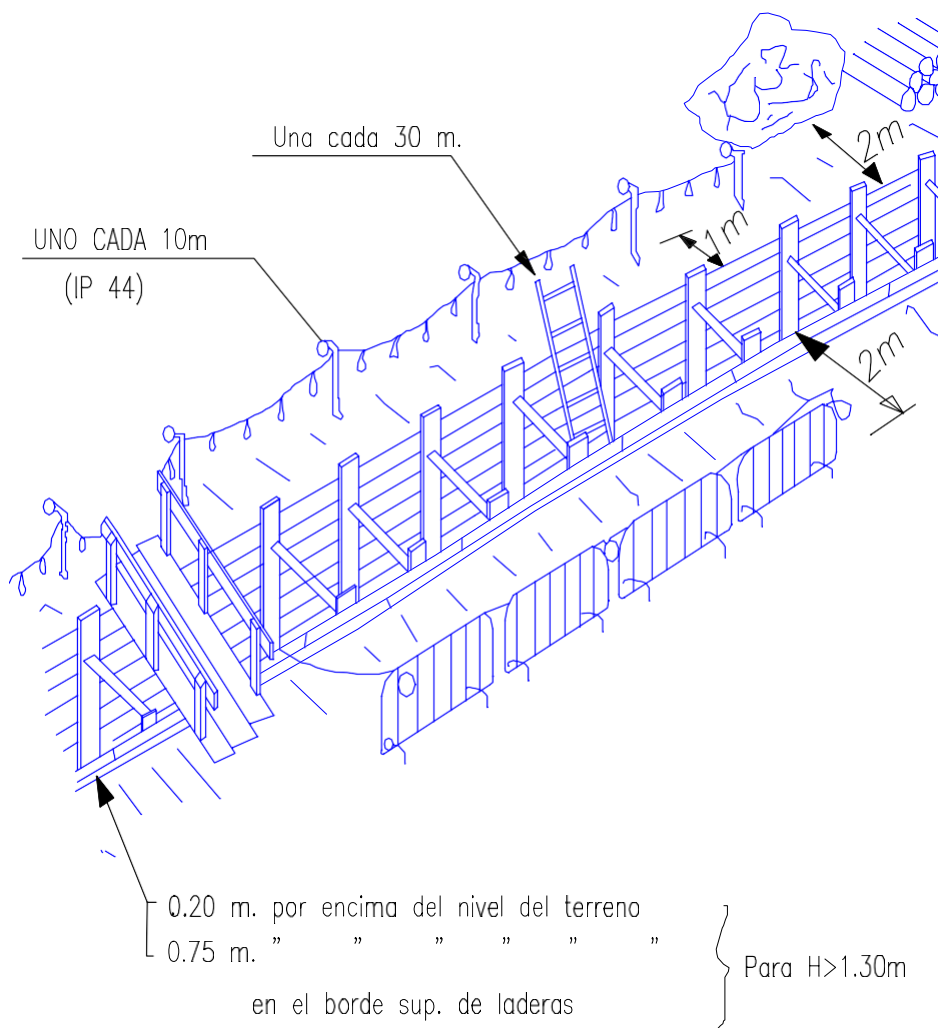 2m
Una cada 30 m.
1m
UNO CADA 10m
(IP 44)
2m
0.20 m. por encima del nivel del terreno
0.75 m. " " " " " "
Para H>1.30m
en el borde sup. de laderas